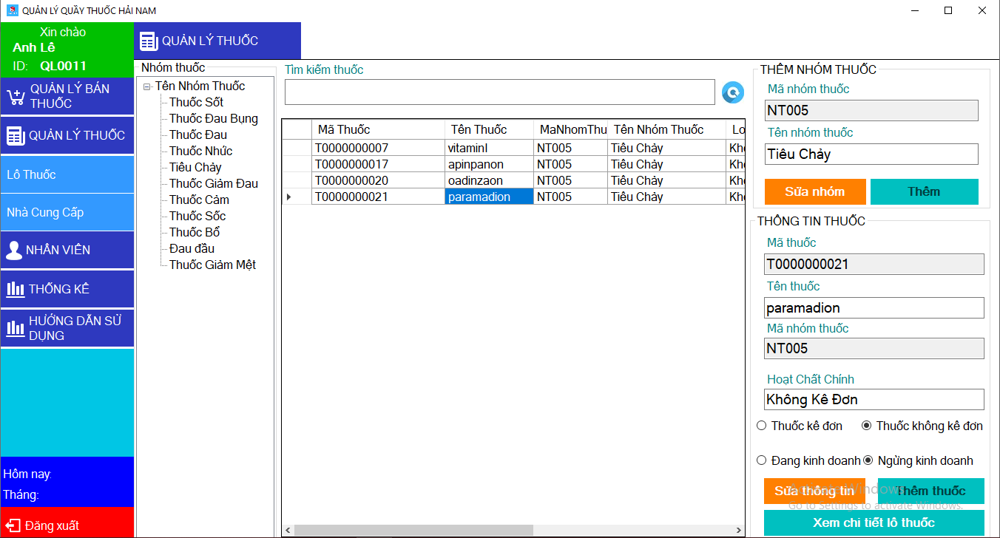 QUẢN LÝ QUẦY THUỐC HẢI NAM
Xin chào
Anh Lê
ID: QL0011
QUẢN LÝ BÁN
THUỐC
QUẢN LÝ THUỐC
Lô Thuốc
Nhà Cung Cấp
NHÂN VIÊN
THỐNG KÊ
HƯỚNG DẪN SỬ
DỤNG
Hôm nay:
Tháng:
Đăng xuất
QUẢN LÝ THUỐC
Nhóm thuốc
Tên Nhóm Thuốc
Thuốc Sốt
Thuốc Đau Bụng
Thuốc Đau
Thuốc Nhức
Tiêu Chảy
Thuốc Giảm Đau
Thuốc Cảm
Thuốc Sốc
Thuốc Bổ
Đau đầu
Thuốc Giảm Mệt
Tìm kiếm thuốc
Mã Thuốc Tên Thuốc MaNhomThu Tên Nhóm Thuốc Lo
T0000000007 vitaminI NT005 Tiêu Chảy Kh
T0000000017 apinpanon NT005 Tiêu Chảy Kh
T0000000020 oadinzaon NT005 Tiêu Chảy Kh
T0000000021 paramadion NT005 Tiêu Chảy Kh
THÊM NHÓM THUỐC
Mã nhóm thuốc
NT005
Tên nhóm thuốc
Tiêu Chảy
Sửa nhóm Thêm
THÔNG TIN THUỐC
Mã thuốc
T0000000021
Tên thuốc
paramadion
Mã nhóm thuốc
NT005
Hoạt Chất Chính
Không Kê Đơn
Thuốc kê đơn Thuốc không kê đơn
Đang kinh doanh Ngừng kinh doanh
Sửa thông tin Thêm thuốc
Activate Windows
Go to Settings to activate Windows.
Xem chi tiết lô thuốc